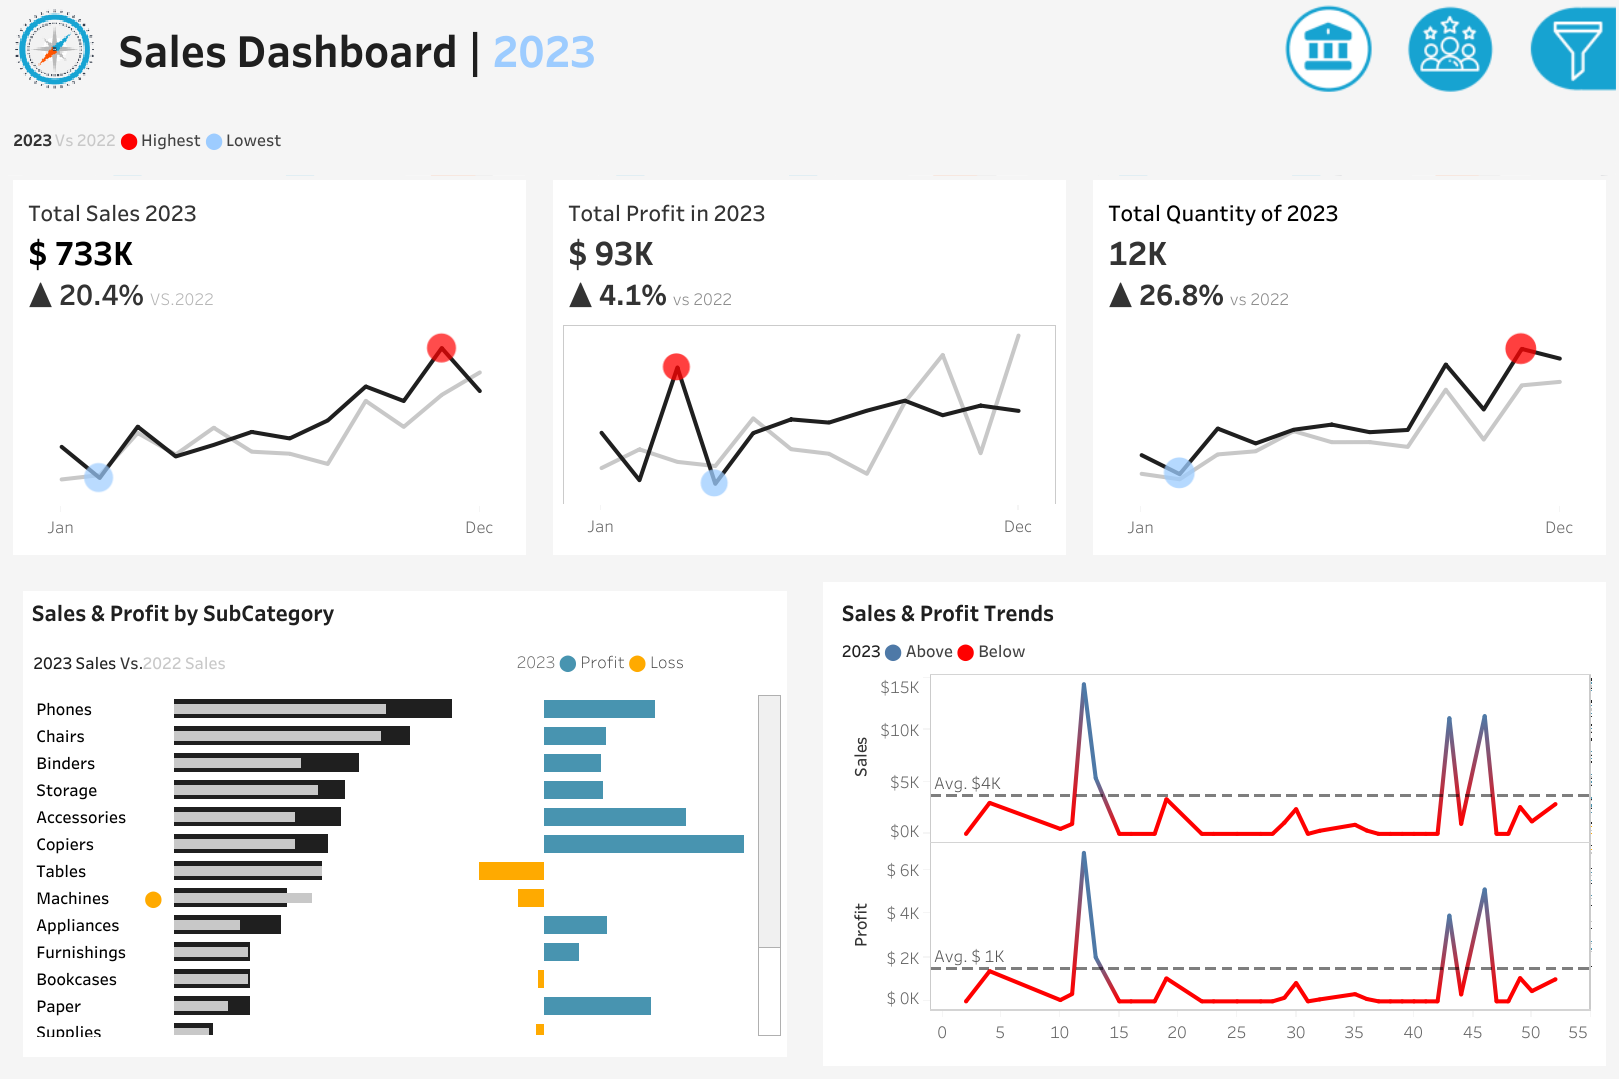 Sales Dashboard | 2023
2023 Vs 2022 Highest Lowest
Total Sales 2023
$ 733K
▲ 20.4% VS.2022
Jan Dec
Total Profit in 2023
$ 93K
▲ 4.1% vs 2022
Jan Dec
Total Quantity of 2023
12K
▲ 26.8% vs 2022
Jan Dec
Sales & Profit by SubCategory
2023 Sales Vs.2022 Sales
2023 Profit Loss
Phones
Chairs
Binders
Storage
Accessories
Copiers
Tables
Machines
Appliances
Furnishings
Bookcases
Paper
Supplies
Sales & Profit Trends
2023 Above Below
Sales
$15K
$10K
$5K
$0K
Avg. $4K
Profit
$ 6K
$ 4K
$ 2K
$ 0K
Avg. $ 1K
0 5 10 15 20 25 30 35 40 45 50 55